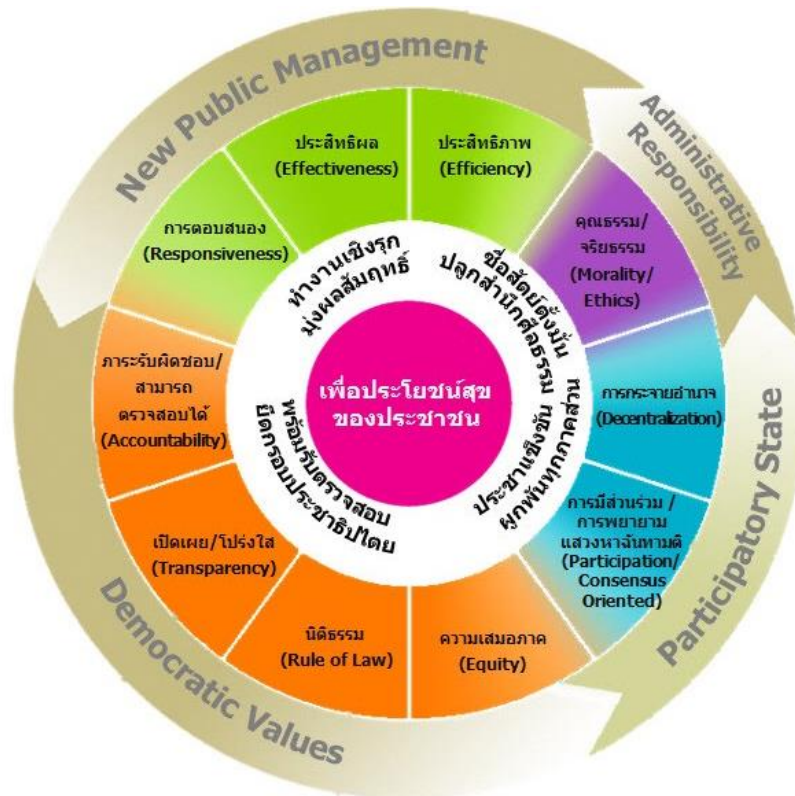 New Public Management
Administrative
Responsibility
Participatory State
Democratic Values
ประสิทธิผล
(Effectiveness)
ประสิทธิภาพ
(Efficiency)
คุณธรรม/
จริยธรรม
(Morality/
Ethics)
การกระจายอำนาจ
(Decentralization)
การมีส่วนร่วม /
การพยายาม
แสวงหาฉันทามติ
(Participation/
Consensus
Oriented)
ความเสมอภาค
(Equity)
นิติธรรม
(Rule of Law)
เปิดเผย/โปร่งใส
(Transparency)
ภาระรับผิดชอบ/
สามารถ
ตรวจสอบได้
(Accountability)
การตอบสนอง
(Responsiveness)
ทำงานเชิงรุก
มุ่งผลสัมฤทธิ์
ซื่อสัตย์ตั้งมั่น
ปลูกสำนึกศีลธรรม
ประชาแข็งขัน
ผูกพันทุกภาคส่วน
พร้อมรับตรวจสอบ
ยึดกรอบประชาธิปไตย
เพื่อประโยชน์สุข
ของประชาชน